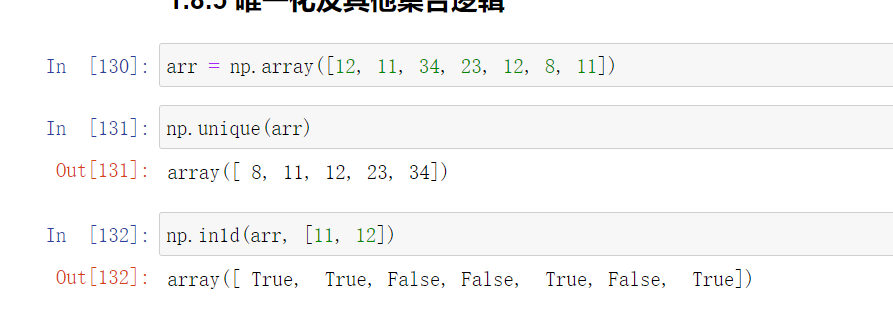 1.8.5 唯一化及其他集合逻辑
In [130]: arr = np.array([12, 11, 34, 23, 12, 8, 11])
In [131]: np.unique(arr)
Out[131]: array([ 8, 11, 12, 23, 34])
In [132]: np.in1d(arr, [11, 12])
Out[132]: array([ True,  True, False, False,  True, False,  True])